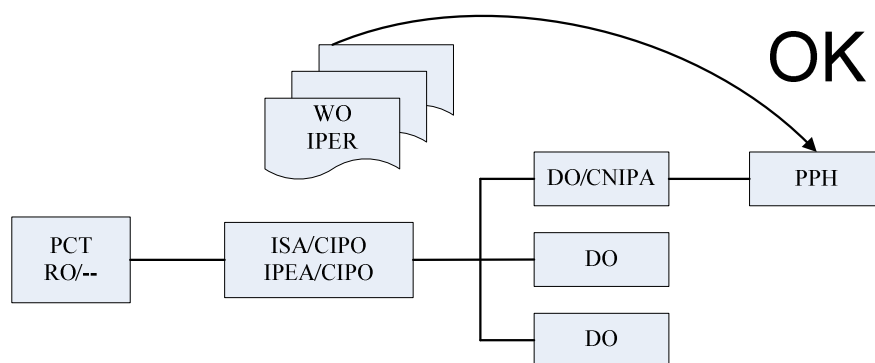 OK
WO
IPER
DO/CNIPA
PPH
PCT
RO/--
ISA/CIPO
IPEA/CIPO
DO
DO